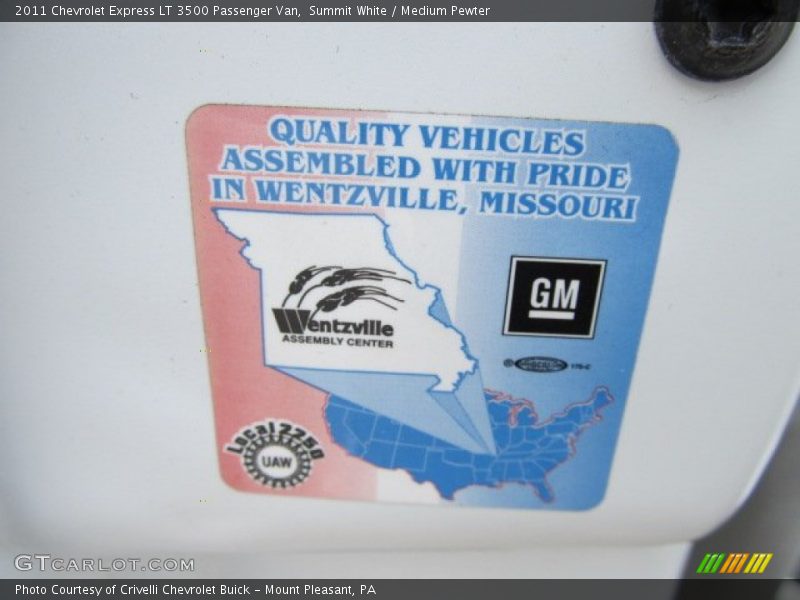 2011 Chevrolet Express LT 3500 Passenger Van, Summit White / Medium Pewter
QUALITY VEHICLES
ASSEMBLED WITH PRIDE
IN WENTZVILLE, MISSOURI
GM
Wentzville
ASSEMBLY CENTER
Local 2250
UAW
GTCARLOT.COM
Photo Courtesy of Crivelli Chevrolet Buick – Mount Pleasant, PA